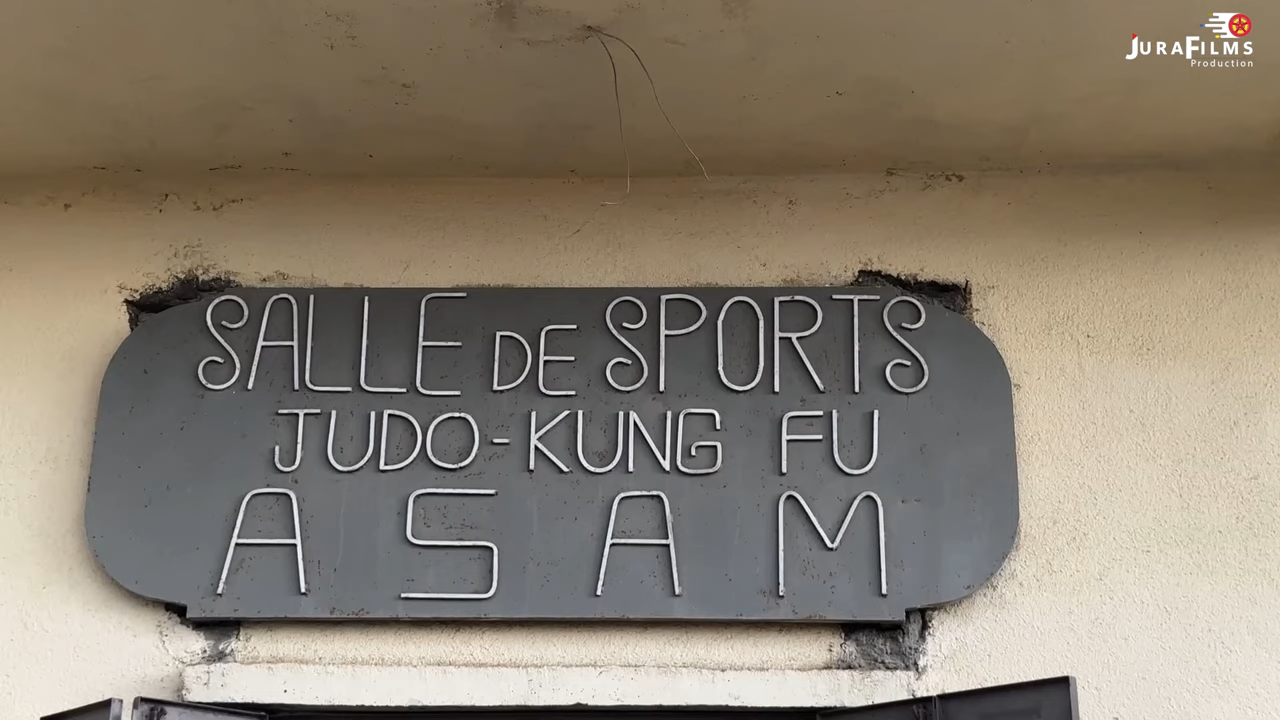 JURAFILMS
Production
SALLE DE SPORTS
JUDO-KUNG FU
ASAM